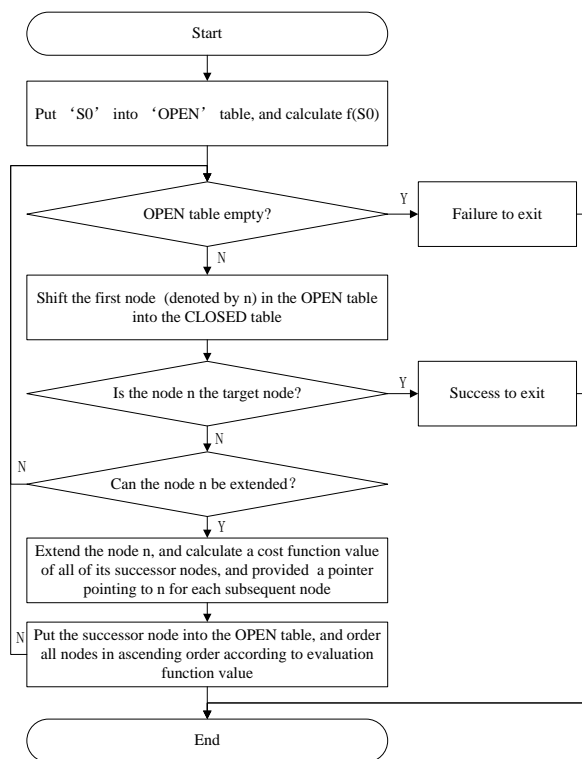 Start
Put ‘S0’ into ‘OPEN’ table, and calculate f(S0)
OPEN table empty?
Y
Failure to exit
N
Shift the first node (denoted by n) in the OPEN table
into the CLOSED table
Is the node n the target node?
Y
Success to exit
N
Can the node n be extended?
N
Y
Extend the node n, and calculate a cost function value
of all of its successor nodes, and provided a pointer
pointing to n for each subsequent node
Put the successor node into the OPEN table, and order
all nodes in ascending order according to evaluation
function value
N
End